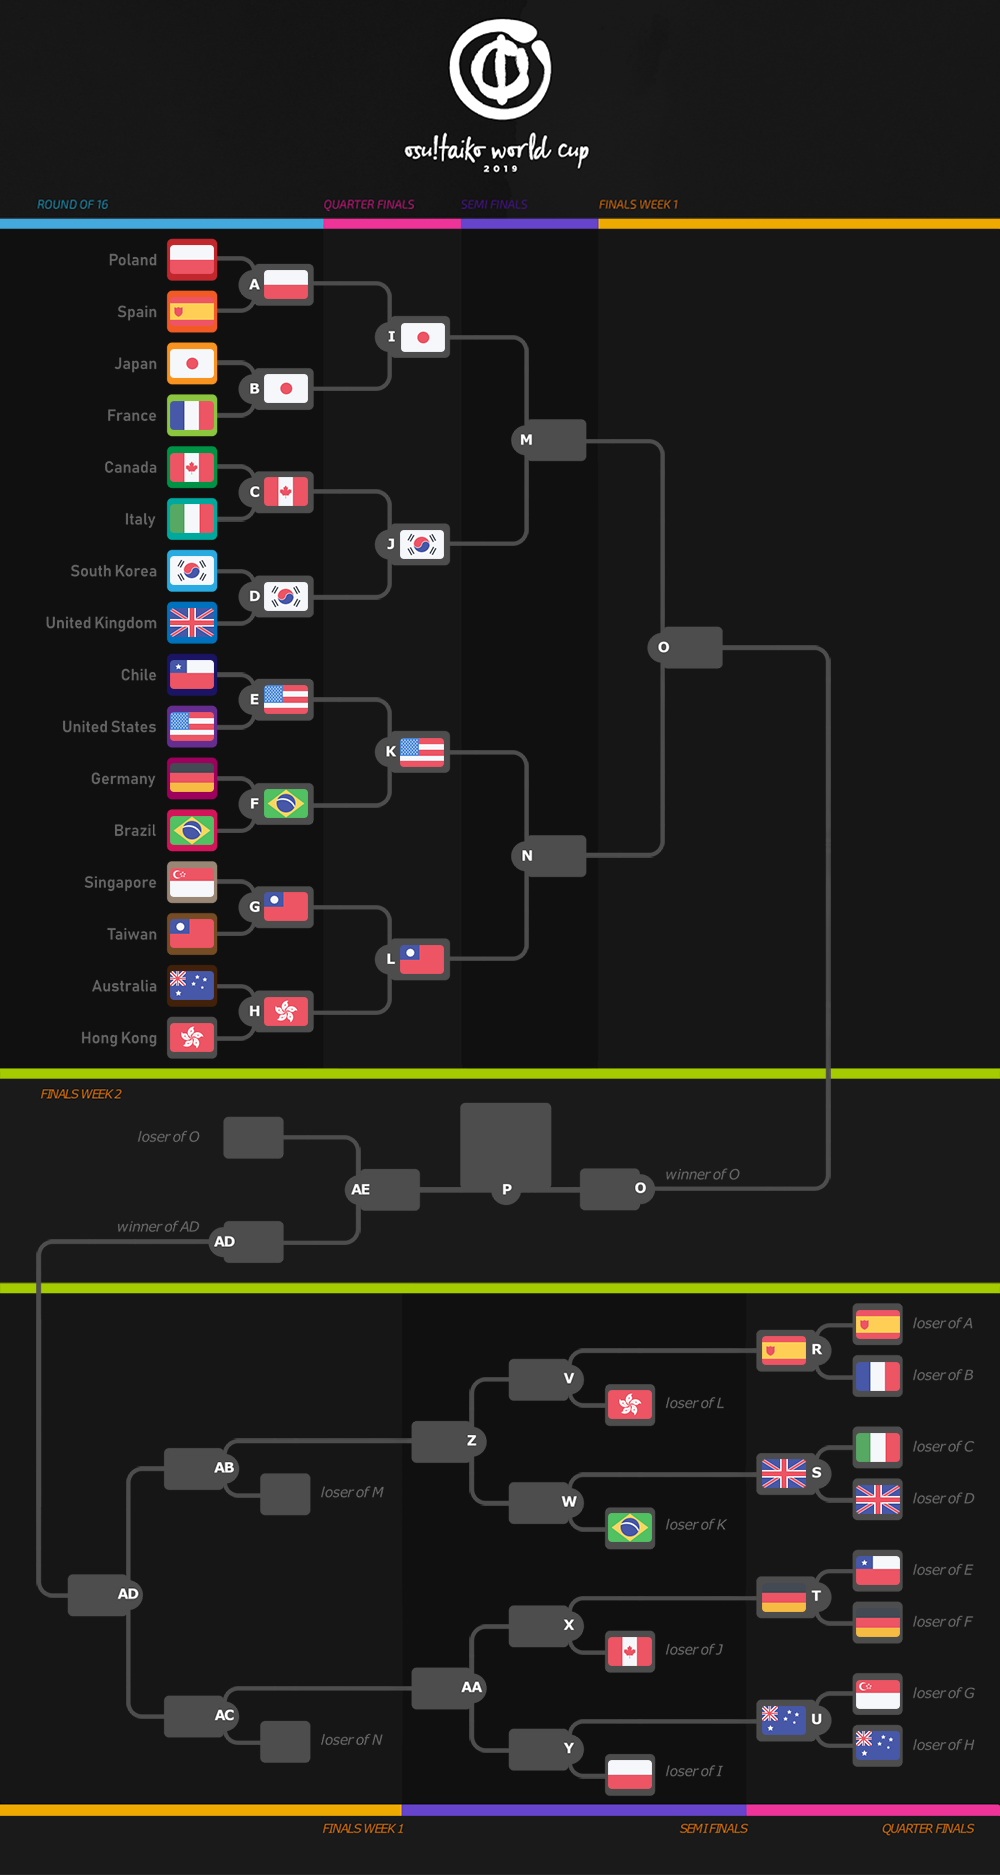 osu!taiko world cup
2019
ROUND OF 16
QUARTER FINALS
SEMI FINALS
FINALS WEEK 1
Poland
A
Spain
I
Japan
B
France
M
Canada
C
Italy
J
South Korea
D
United Kingdom
O
Chile
E
United States
K
Germany
F
Brazil
N
Singapore
G
Taiwan
L
Australia
H
Hong Kong
FINALS WEEK 2
loser of O
winner of O
AE
P
O
winner of AD
AD
loser of A
R
loser of B
V
loser of L
Z
loser of C
AB
S
loser of M
loser of D
W
loser of K
loser of E
AD
T
X
loser of F
loser of J
AA
loser of G
AC
U
loser of N
loser of H
Y
loser of I
FINALS WEEK 1
SEMI FINALS
QUARTER FINALS